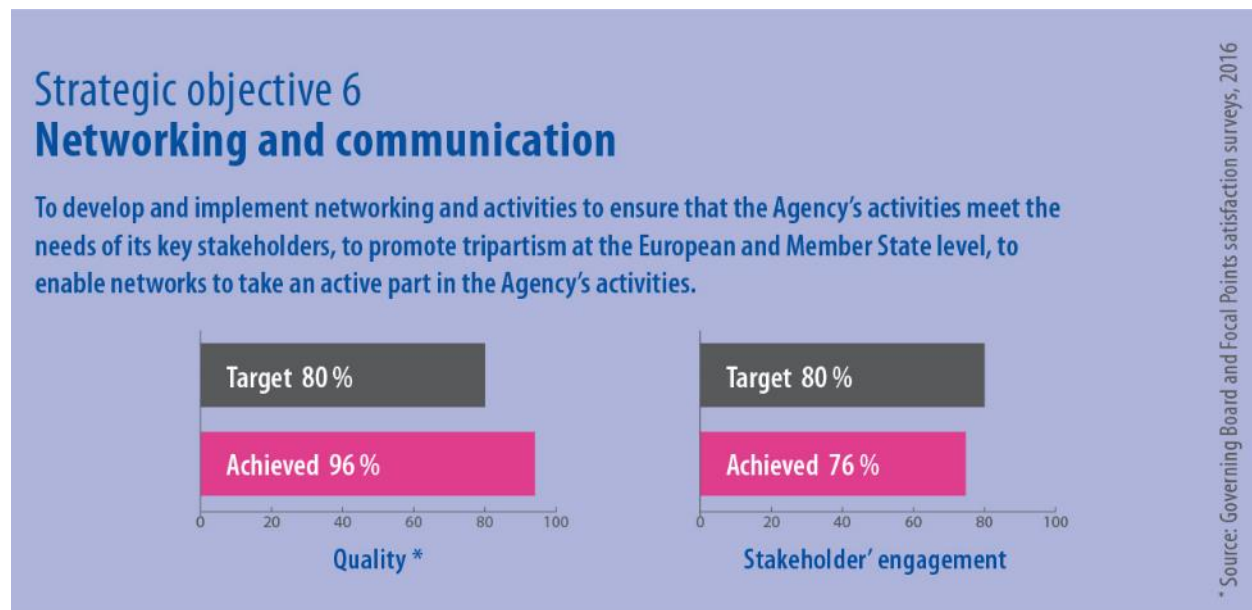 Strategic objective 6
Networking and communication
To develop and implement networking and activities to ensure that the Agency's activities meet the
needs of its key stakeholders, to promote tripartism at the European and Member State level, to
enable networks to take an active part in the Agency's activities.
Target 80 %
Achieved 96 %
0 20 40 60 80 100
Quality *
Target 80 %
Achieved 76 %
0 20 40 60 80 100
Stakeholder' engagement
* Source: Governing Board and Focal Points satisfaction surveys, 2016